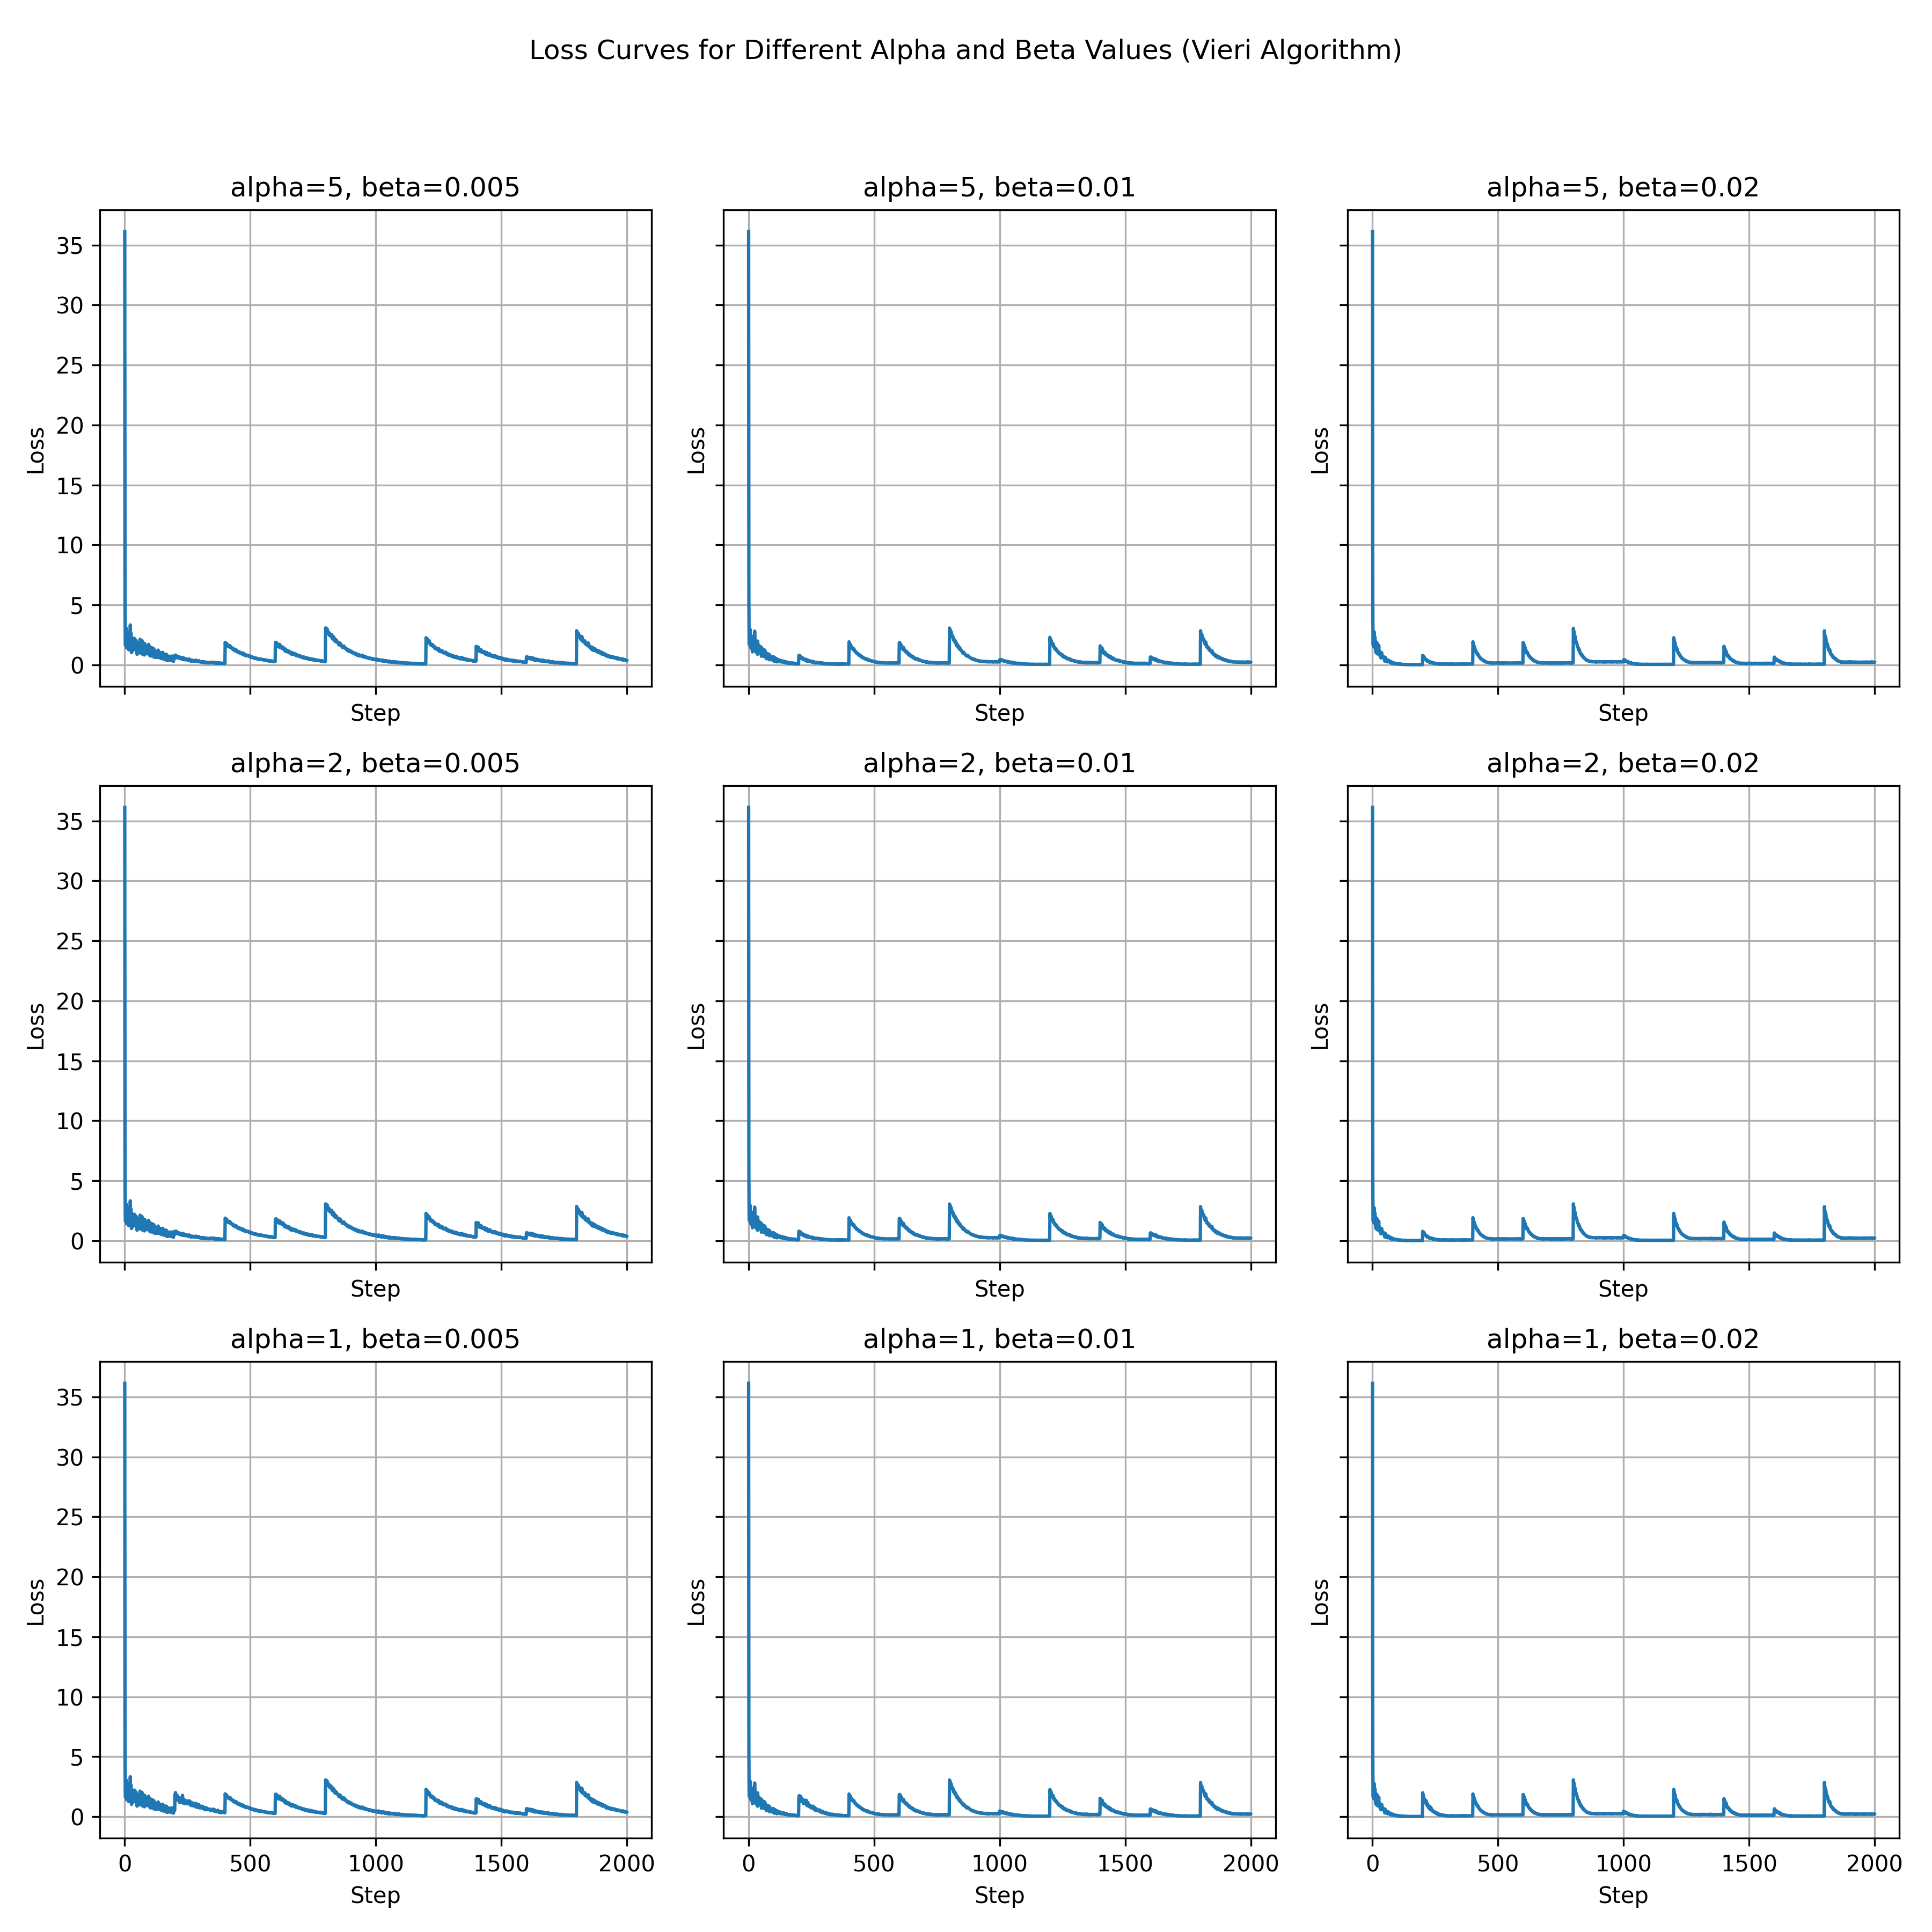 Loss Curves for Different Alpha and Beta Values (Vieri Algorithm)
alpha=5, beta=0.005
alpha=5, beta=0.01
alpha=5, beta=0.02
35
30
25
20
15
10
5
0
Loss
Loss
Loss
Step
Step
Step
alpha=2, beta=0.005
alpha=2, beta=0.01
alpha=2, beta=0.02
35
30
25
20
15
10
5
0
Loss
Loss
Loss
Step
Step
Step
alpha=1, beta=0.005
alpha=1, beta=0.01
alpha=1, beta=0.02
35
30
25
20
15
10
5
0
Loss
Loss
Loss
0 500 1000 1500 2000
0 500 1000 1500 2000
0 500 1000 1500 2000
Step
Step
Step